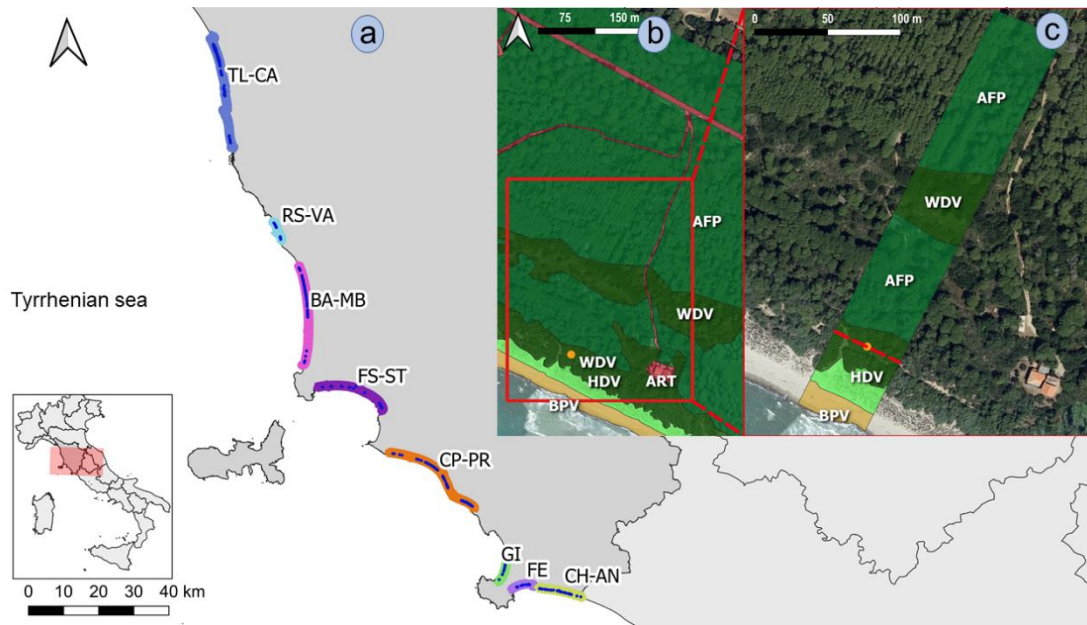 a
TL-CA
RS-VA
BA-MB
Tyrrhenian sea
FS-ST
CP-PR
GI
FE
CH-AN
0 10 20 30 40 km
75 150 m
b
AFP
WDV
WDV
HDV
ART
BPV
0 50 100 m
c
AFP
WDV
AFP
HDV
BPV